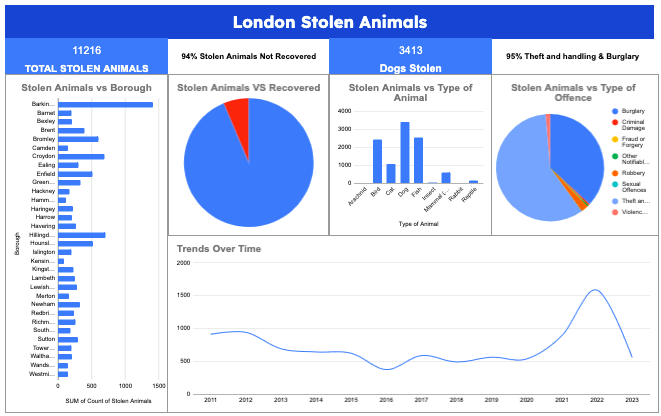 London Stolen Animals
11216
TOTAL STOLEN ANIMALS
94% Stolen Animals Not Recovered
3413
Dogs Stolen
95% Theft and handling & Burglary
Stolen Animals vs Borough
Borough
Barkin…
Barnet
Bexley
Brent
Bromley
Camden
Croydon
Ealing
Enfield
Green…
Hackney
Hamm…
Haringey
Harrow
Havering
Hillingd…
Hounsl…
Islington
Kensin…
Kingst…
Lambeth
Lewish…
Merton
Newham
Redbri…
Richm…
South…
Sutton
Tower…
Waltha…
Wands…
Westmi…
0 500 1000 1500
SUM of Count of Stolen Animals
Stolen Animals VS Recovered
Stolen Animals vs Type of
Animal
4000
3000
2000
1000
0
Arachnid Bird Cat Dog Fish Insect Mammal (… Rabbit Reptile
Type of Animal
Stolen Animals vs Type of
Offence
Burglary
Criminal
Damage
Fraud or
Forgery
Other
Notifiabl…
Robbery
Sexual
Offences
Theft an…
Violenc…
Trends Over Time
2000
1500
1000
500
0
2011 2012 2013 2014 2015 2016 2017 2018 2019 2020 2021 2022 2023